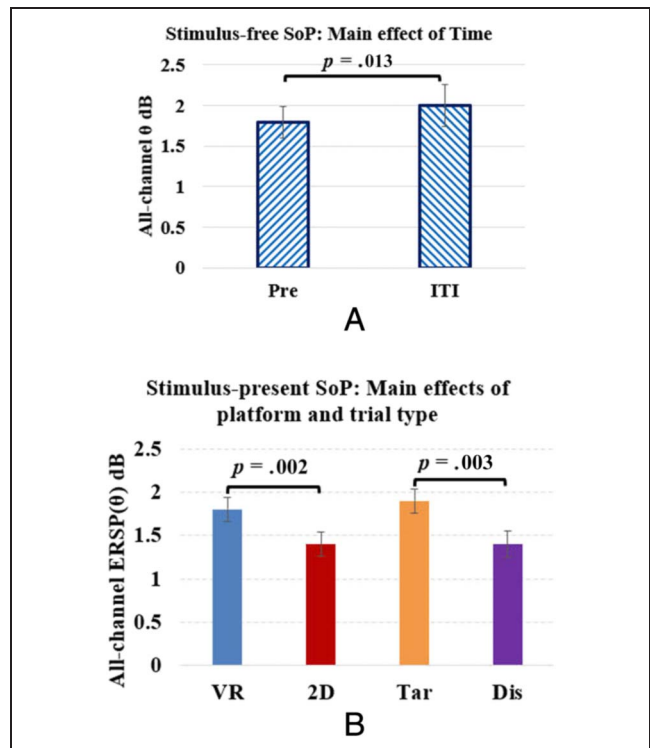 Stimulus-free SoP: Main effect of Time
2.5
p = .013
2
1.5
1
0.5
0
All-channel θ dB
Pre ITI
A
Stimulus-present SoP: Main effects of
platform and trial type
2.5
p = .002 p = .003
2
1.5
1
0.5
0
All-channel ERSP(θ) dB
VR 2D Tar Dis
B